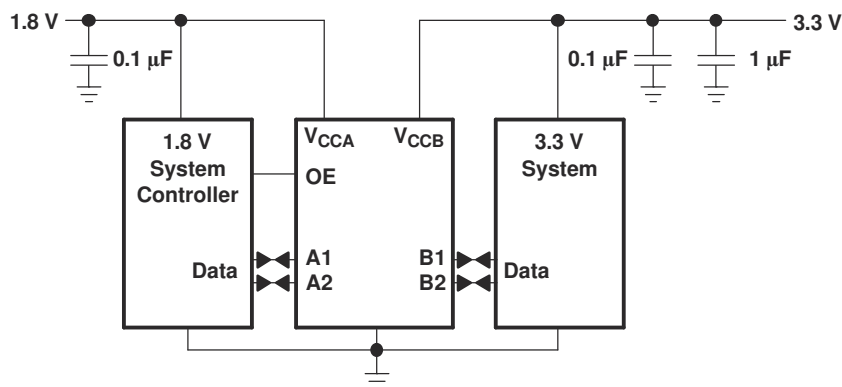 1.8 V
3.3 V
0.1 μF
0.1 μF
1 μF
1.8 V
System
Controller
Data
VCCA
VCCB
OE
A1
A2
B1
B2
3.3 V
System
Data